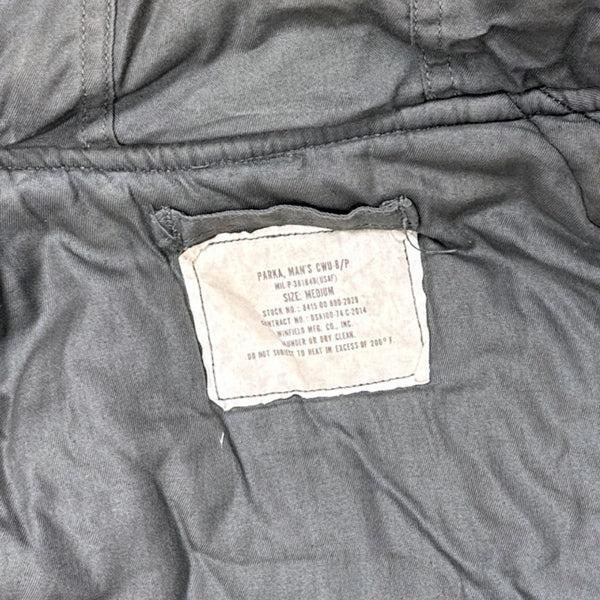 PARKA, MAN'S CWU-8/P
MIL-P-38184B(USAF)
SIZE: MEDIUM
STOCK NO.: 8415-00-890-2029
CONTRACT NO.: DSA100-74-C-2014
WINFIELD MFG. CO., INC.
LAUNDER OR DRY CLEAN.
DO NOT SUBJECT TO HEAT IN EXCESS OF 200° F.